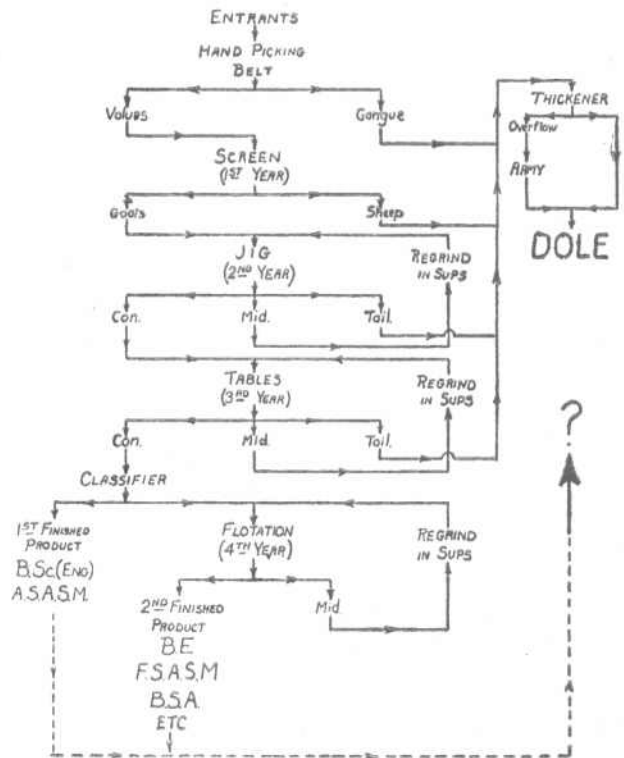 ENTRANTS
HAND PICKING
BELT
Values
Gangue
THICKENER
Overflow
ARMY
DOLE
SCREEN
(1ST YEAR)
Goats
Sheep
JIG
(2ND YEAR)
REGRIND
IN SUPS
Con.
Mid.
Tail.
TABLES
(3RD YEAR)
REGRIND
IN SUPS
Con.
Mid.
Tail.
?
CLASSIFIER
1ST FINISHED
PRODUCT
B.Sc.(ENG)
A.S.A.S.M.
FLOTATION
(4TH YEAR)
REGRIND
IN SUPS
2ND FINISHED
PRODUCT
B.E
F.S.A.S.M
B.S.A.
ETC
Mid.